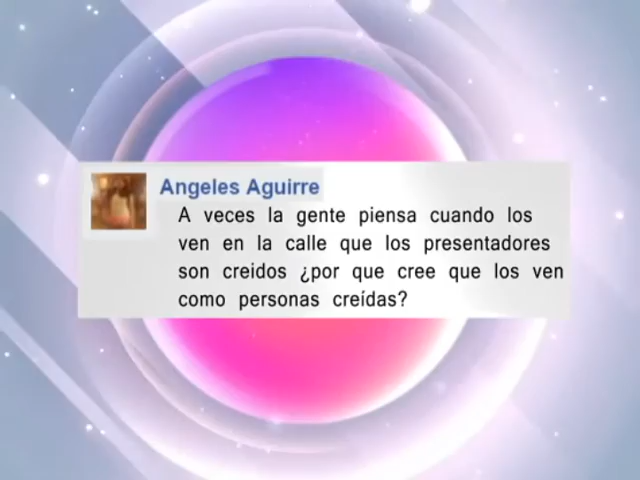 Angeles Aguirre
A veces la gente piensa cuando los
ven en la calle que los presentadores
son creidos ¿por que cree que los ven
como personas creídas?